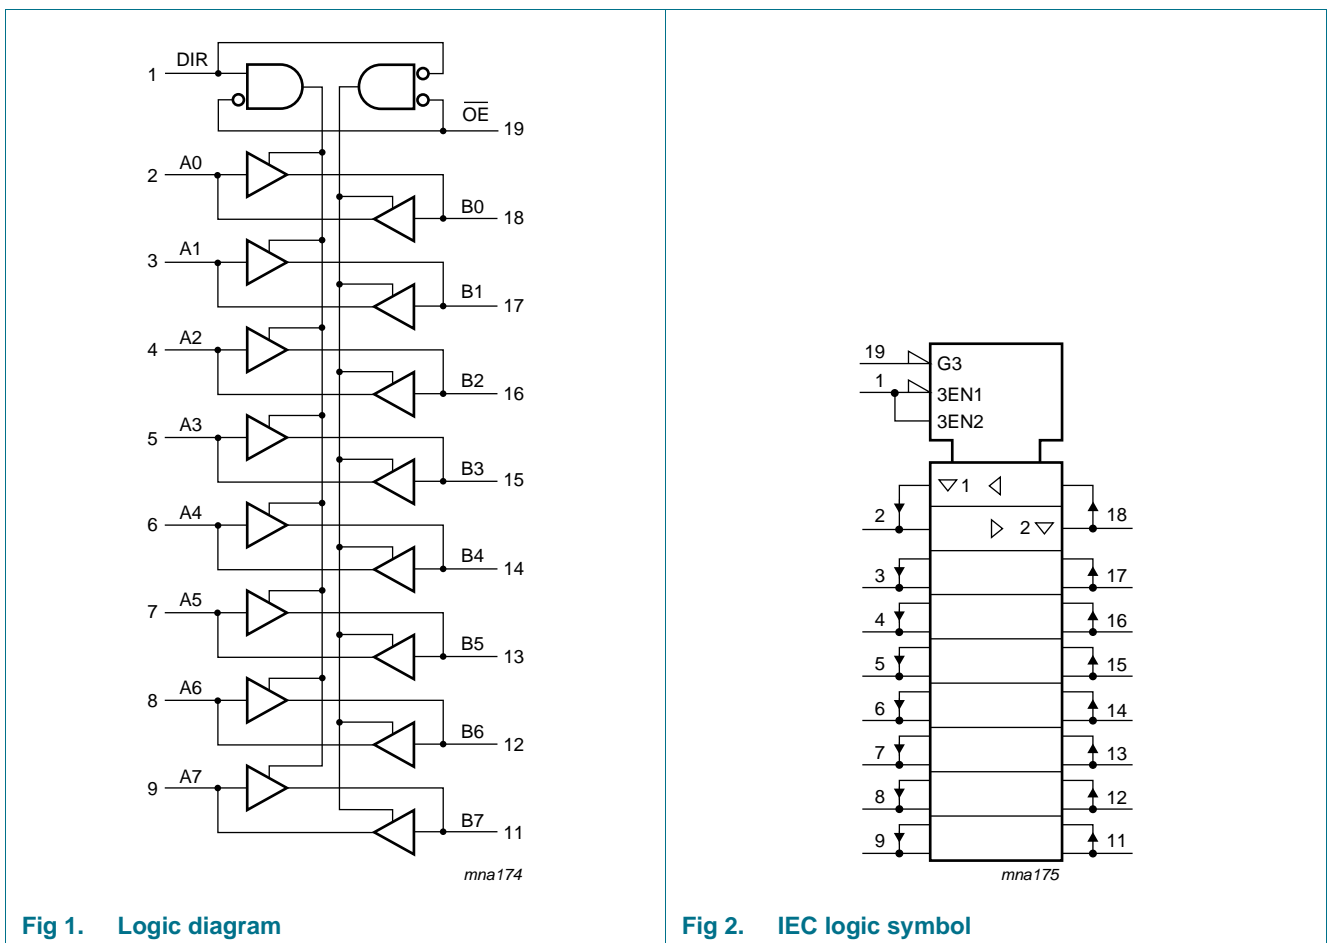 DIR
1
OE
19
A0
2
B0
18
A1
3
B1
17
A2
4
B2
16
A3
5
B3
15
A4
6
B4
14
A5
7
B5
13
A6
8
B6
12
A7
9
B7
11
mna174
Fig 1. Logic diagram
19
G3
1
3EN1
3EN2
1
2
18
2
3
17
4
16
5
15
6
14
7
13
8
12
9
11
mna175
Fig 2. IEC logic symbol